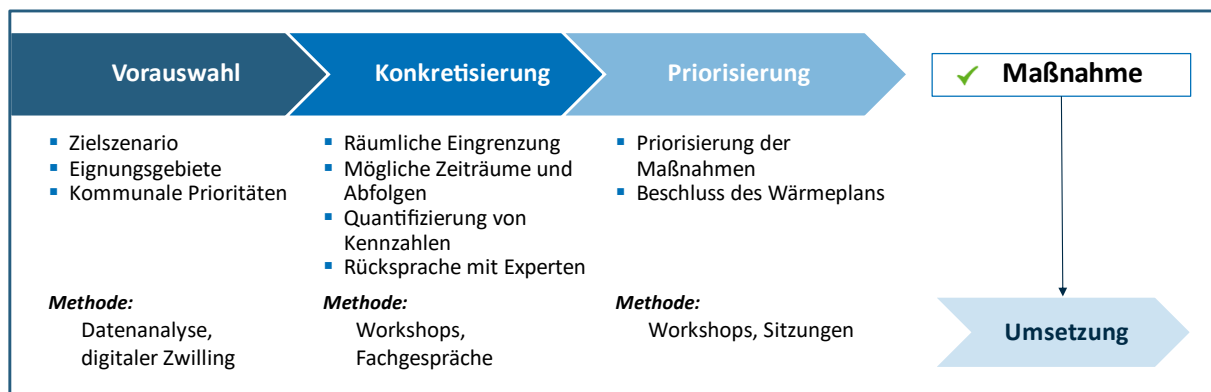 Vorauswahl
Konkretisierung
Priorisierung
Maßnahme
Zielszenario
Eignungsgebiete
Kommunale Prioritäten
Methode:
Datenanalyse,
digitaler Zwilling
Räumliche Eingrenzung
Mögliche Zeiträume und
Abfolgen
Quantifizierung von
Kennzahlen
Rücksprache mit Experten
Methode:
Workshops,
Fachgespräche
Priorisierung der
Maßnahmen
Beschluss des Wärmeplans
Methode:
Workshops, Sitzungen
Umsetzung